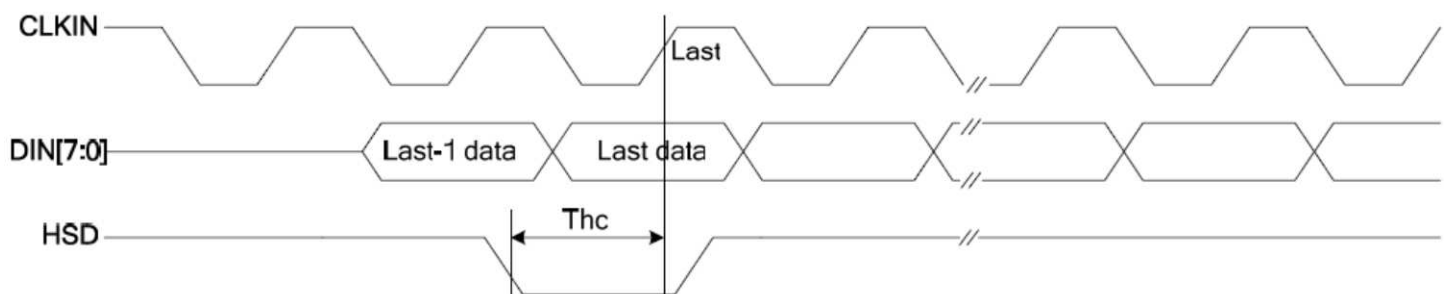 CLKIN
Last
DIN[7:0]
Last-1 data
Last data
Thc
HSD